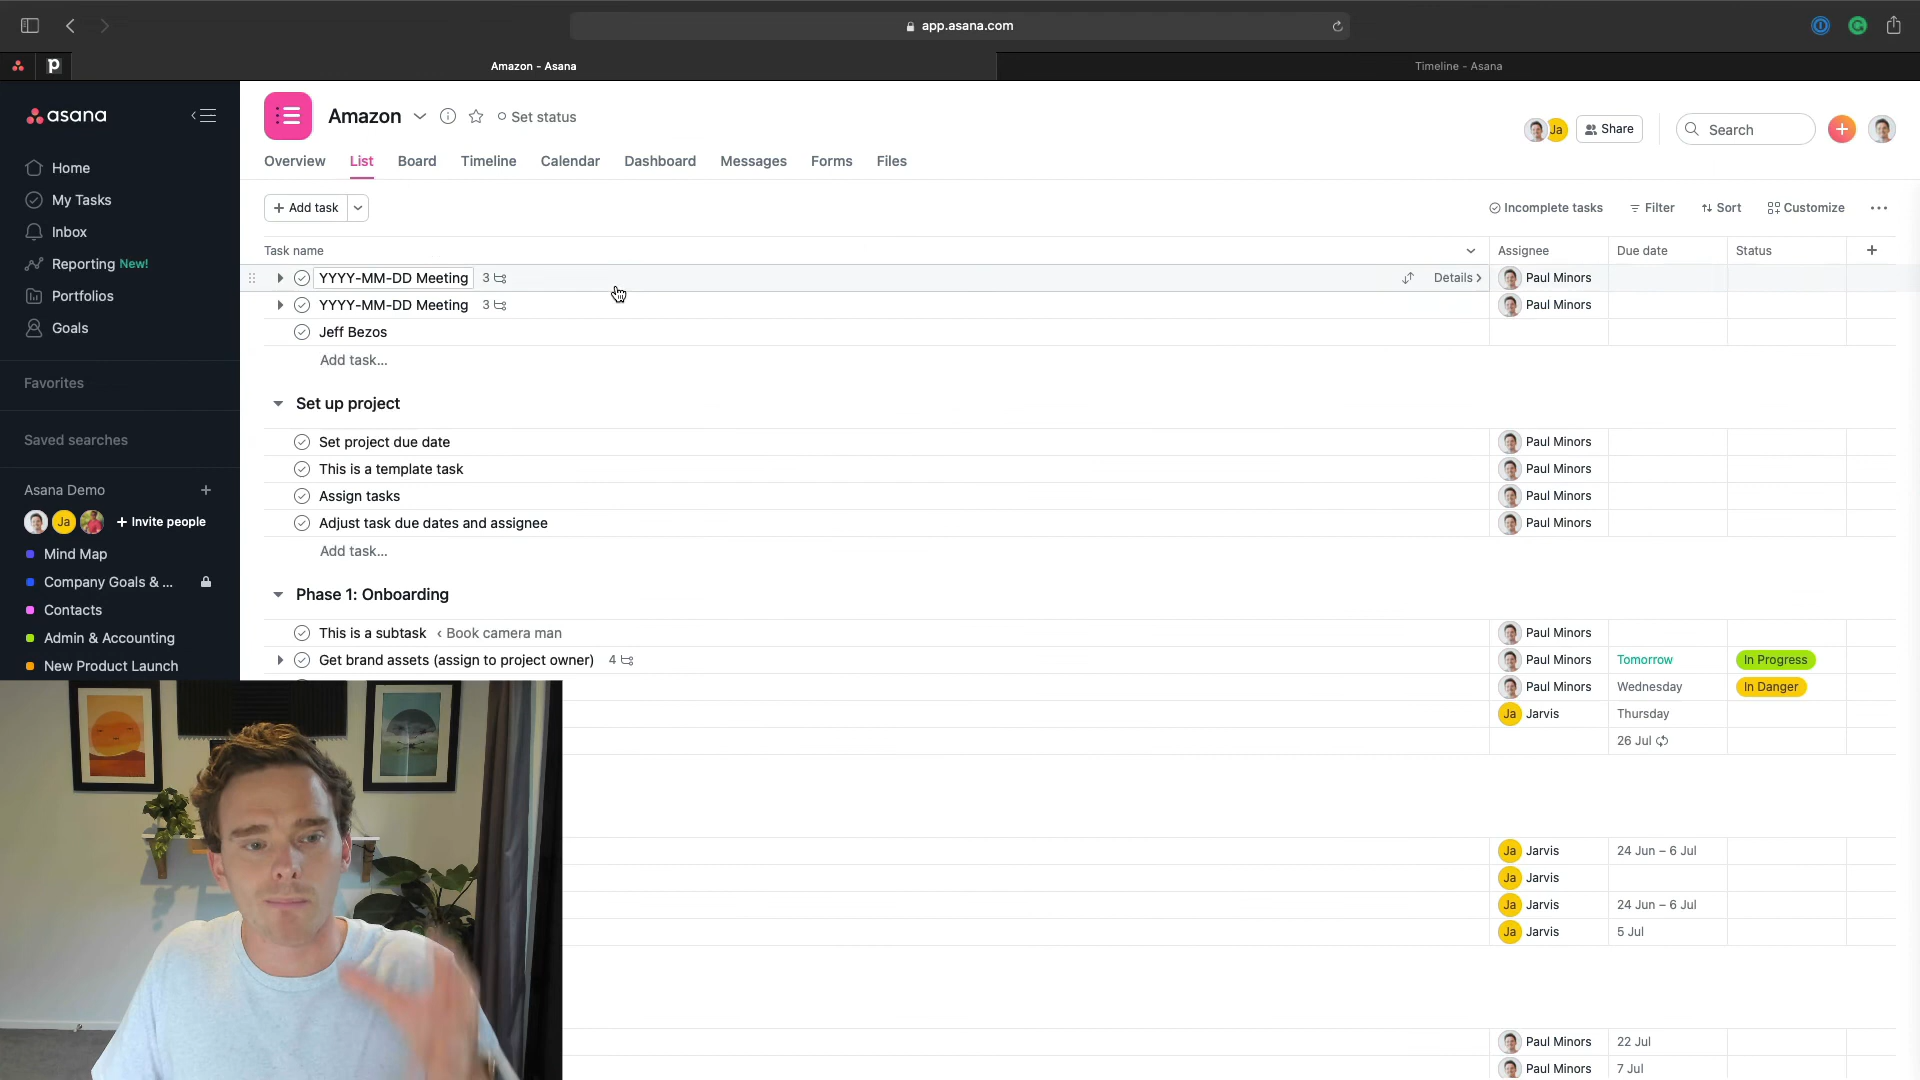 app.asana.com
p
Amazon - Asana
Timeline - Asana
asana
Home
My Tasks
Inbox
Reporting New!
Portfolios
Goals
Favorites
Saved searches
Asana Demo +
Ja
+ Invite people
Mind Map
Company Goals & ...
Contacts
Admin & Accounting
New Product Launch
Amazon
Set status
Ja
Share
Search
Overview List Board Timeline Calendar Dashboard Messages Forms Files
+ Add task
Incomplete tasks Filter Sort Customize ...
Task name Assignee Due date Status +
YYYY-MM-DD Meeting 3 Details > Paul Minors
YYYY-MM-DD Meeting 3 Paul Minors
Jeff Bezos
Add task...
Set up project
Set project due date Paul Minors
This is a template task Paul Minors
Assign tasks Paul Minors
Adjust task due dates and assignee Paul Minors
Add task...
Phase 1: Onboarding
This is a subtask ‹ Book camera man Paul Minors
Get brand assets (assign to project owner) 4 Paul Minors Tomorrow In Progress
Paul Minors Wednesday In Danger
Ja Jarvis Thursday
26 Jul
Ja Jarvis 24 Jun – 6 Jul
Ja Jarvis
Ja Jarvis 24 Jun – 6 Jul
Ja Jarvis 5 Jul
Paul Minors 22 Jul
Paul Minors 7 Jul